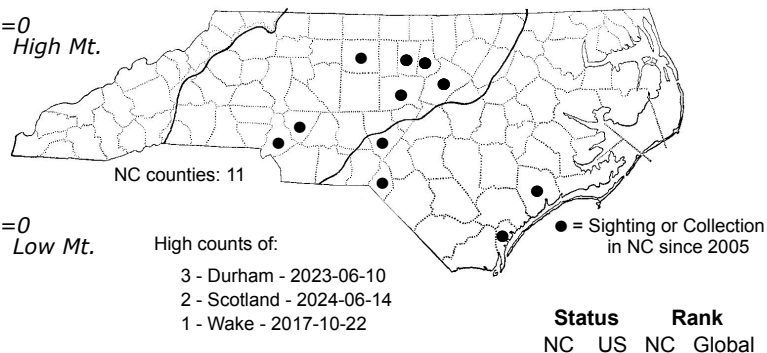 =0
High Mt.
NC counties: 11
=0
Low Mt.
High counts of:
3 - Durham - 2023-06-10
2 - Scotland - 2024-06-14
1 - Wake - 2017-10-22
● = Sighting or Collection
in NC since 2005
Status Rank
NC US NC Global